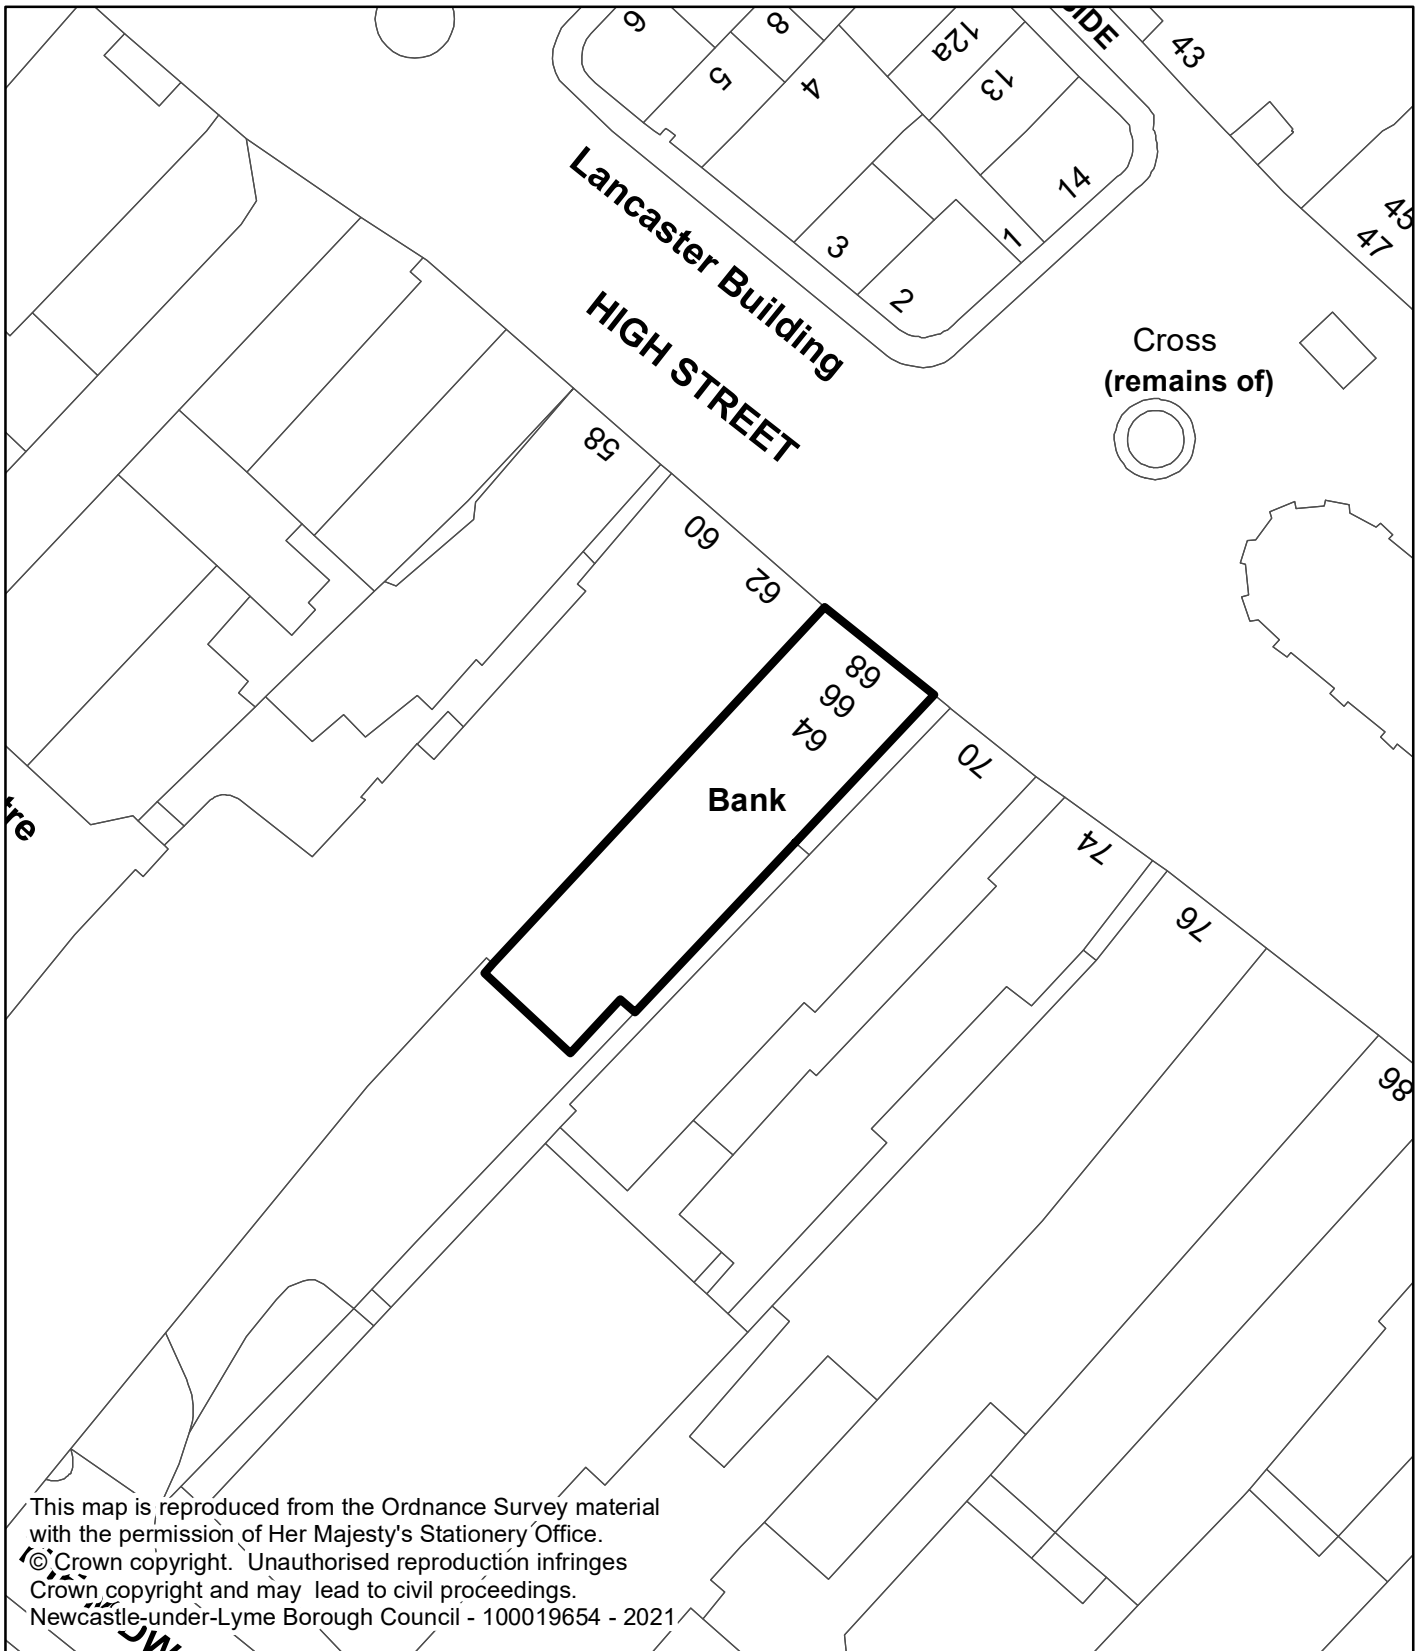 6
8
12a
43
5
4
13
14
45
47
Lancaster Building
3
1
2
HIGH STREET
Cross
(remains of)
58
60
62
68
66
64
Bank
70
74
76
86
This map is reproduced from the Ordnance Survey material
with the permission of Her Majesty's Stationery Office.
© Crown copyright.  Unauthorised reproduction infringes
Crown copyright and may  lead to civil proceedings.
Newcastle-under-Lyme Borough Council - 100019654 - 2021